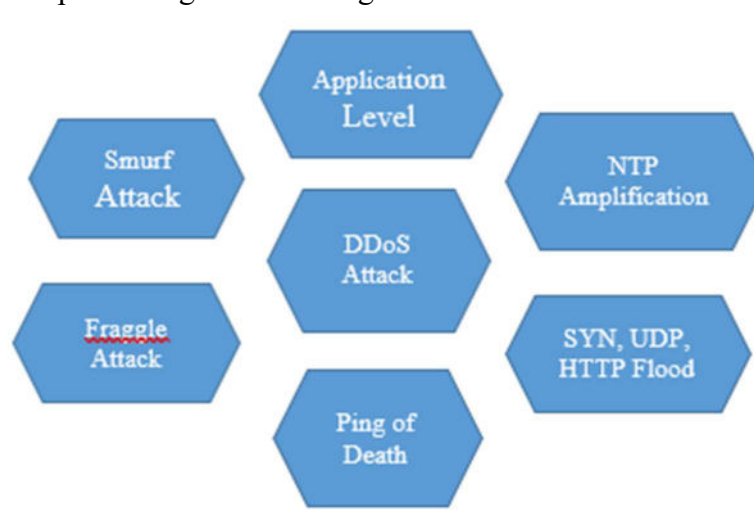 Application
Level
Smurf
Attack
NTP
Amplification
DDoS
Attack
Fraggle
Attack
SYN, UDP,
HTTP Flood
Ping of
Death